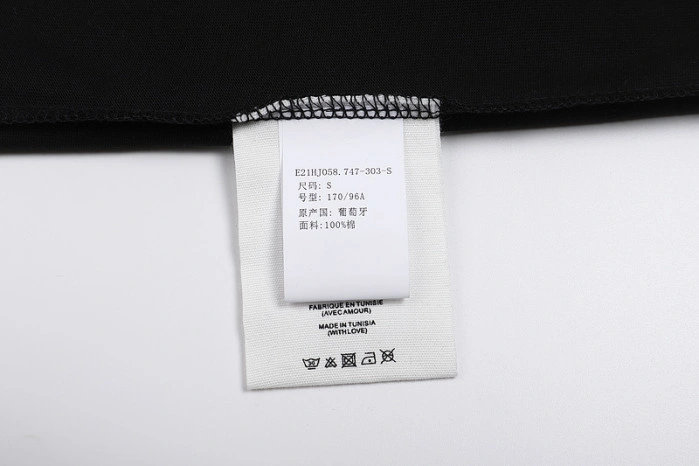 E21HJ058.747-303-S
尺码: S
号型: 170/96A
原产国: 葡萄牙
面料:100%棉
FABRIQUE EN TUNISIE
(AVEC AMOUR)
MADE IN TUNISIA
(WITH LOVE)